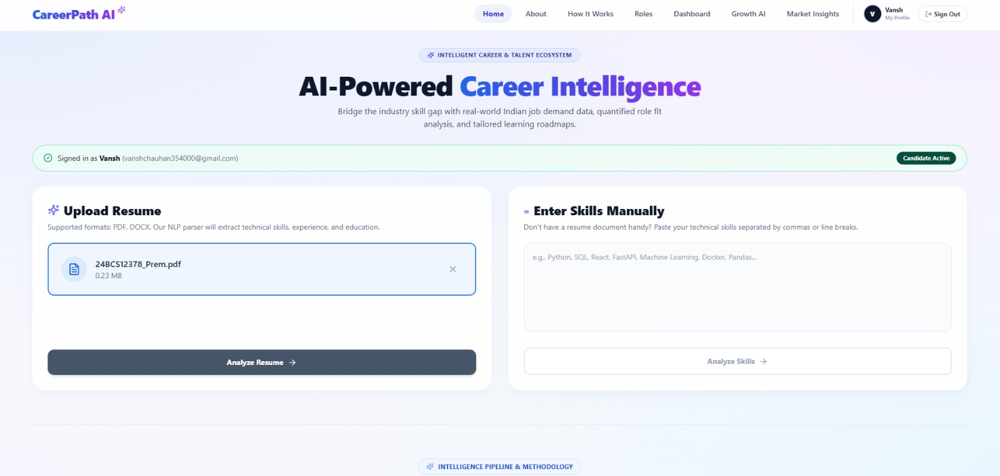 CareerPath AI
Home About How It Works Roles Dashboard Growth AI Market Insights
V
Vansh
My Profile
Sign Out
INTELLIGENT CAREER & TALENT ECOSYSTEM
AI-Powered Career Intelligence
Bridge the industry skill gap with real-world Indian job demand data, quantified role fit
analysis, and tailored learning roadmaps.
Signed in as Vansh (vanshchauhan354000@gmail.com)
Candidate Active
Upload Resume
Supported formats: PDF, DOCX. Our NLP parser will extract technical skills, experience, and education.
24BCS12378_Prem.pdf
0.23 MB
Analyze Resume →
Enter Skills Manually
Don't have a resume document handy? Paste your technical skills separated by commas or line breaks.
e.g., Python, SQL, React, FastAPI, Machine Learning, Docker, Pandas...
Analyze Skills →
INTELLIGENCE PIPELINE & METHODOLOGY